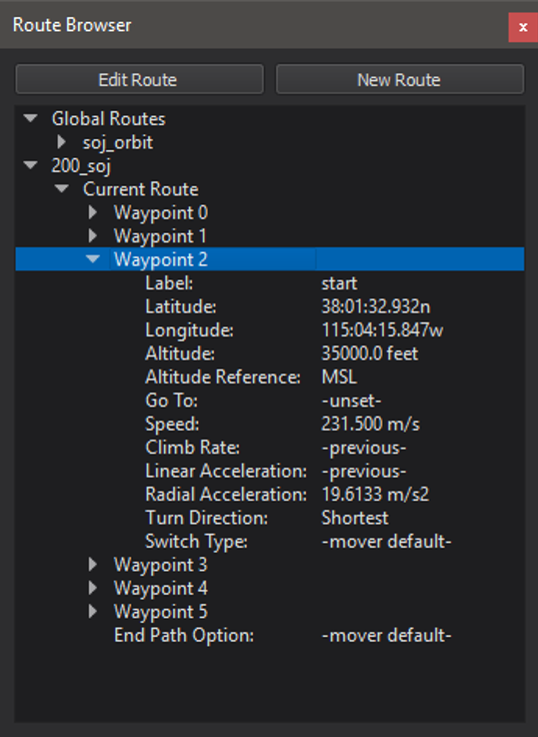 Route Browser
x
Edit Route New Route
Global Routes
soj_orbit
200_soj
Current Route
Waypoint 0
Waypoint 1
Waypoint 2
Label: start
Latitude: 38:01:32.932n
Longitude: 115:04:15.847w
Altitude: 35000.0 feet
Altitude Reference: MSL
Go To: -unset-
Speed: 231.500 m/s
Climb Rate: -previous-
Linear Acceleration: -previous-
Radial Acceleration: 19.6133 m/s2
Turn Direction: Shortest
Switch Type: -mover default-
Waypoint 3
Waypoint 4
Waypoint 5
End Path Option: -mover default-